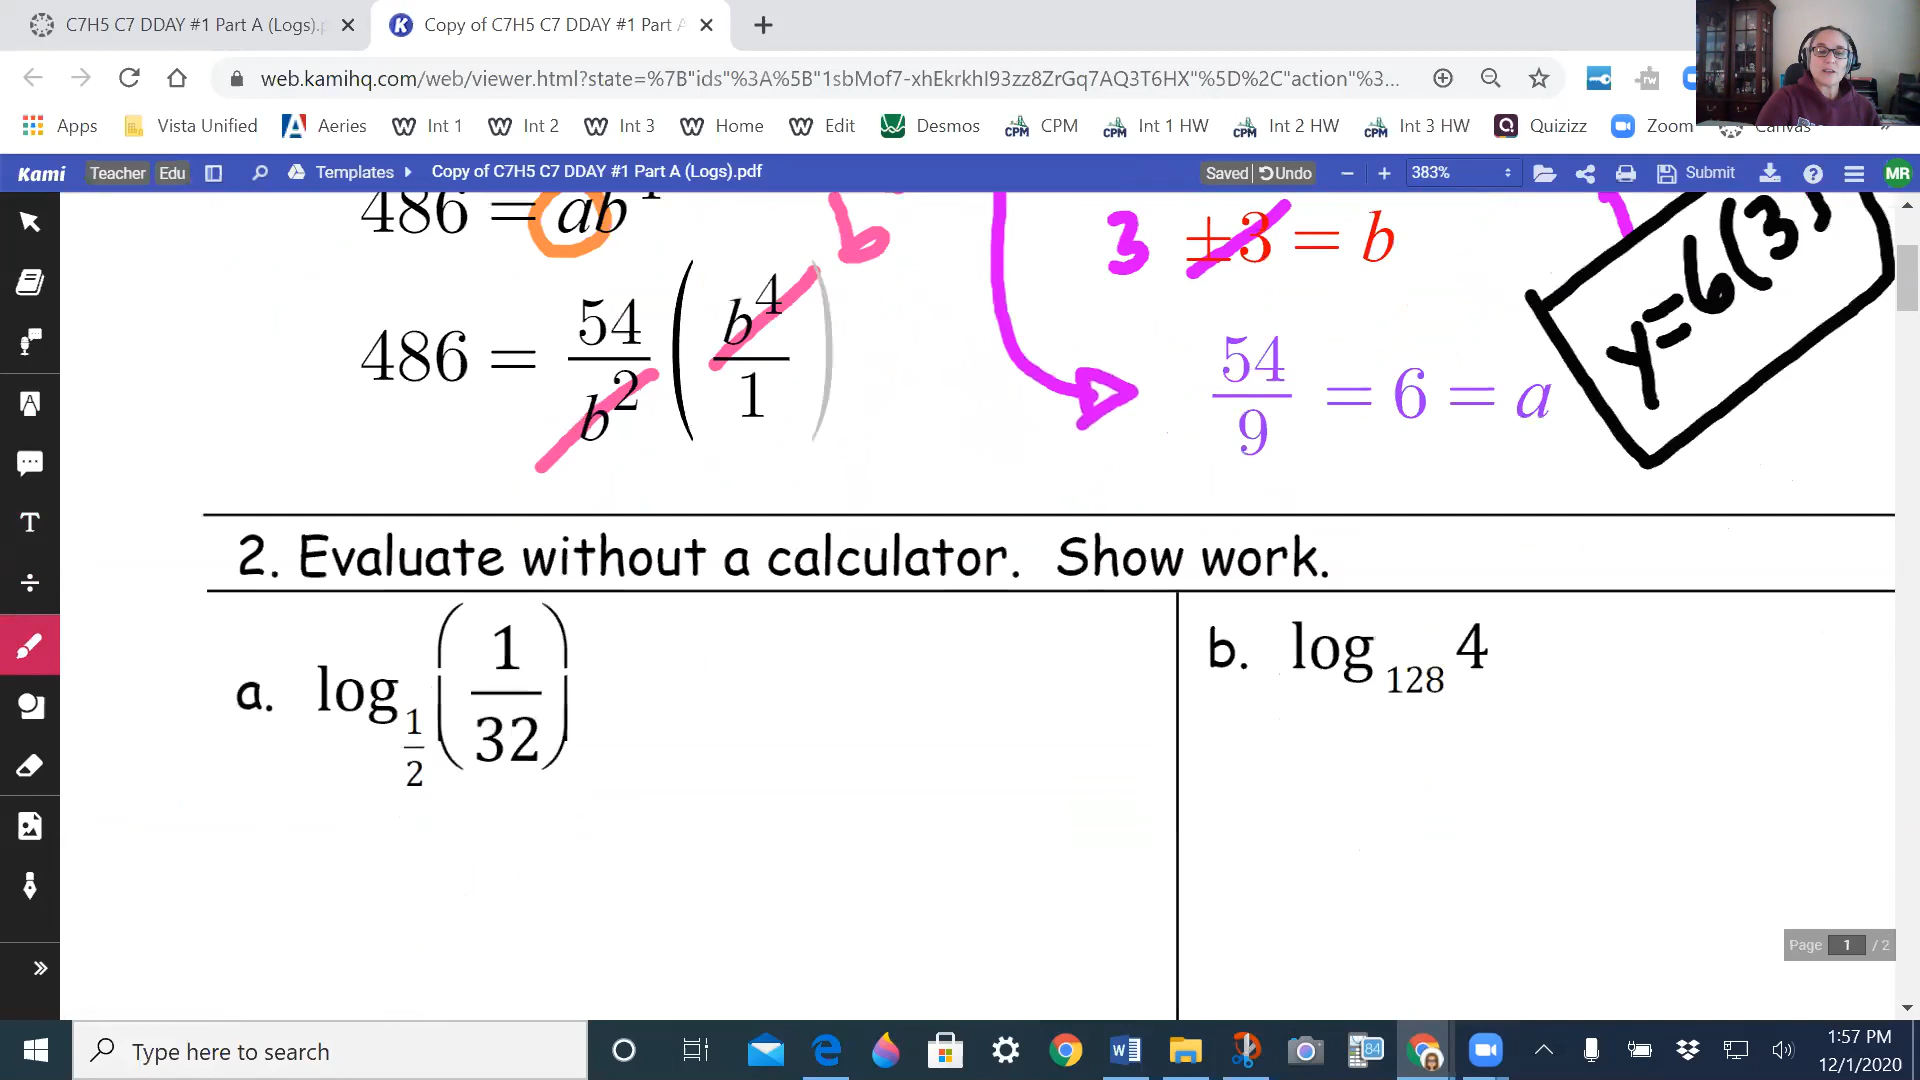 C7H5 C7 DDAY #1 Part A (Logs).p
Copy of C7H5 C7 DDAY #1 Part A
web.kamihq.com/web/viewer.html?state=%7B"ids"%3A%5B"1sbMof7-xhEkrkhI93zz8ZrGq7AQ3T6HX"%5D%2C"action"%3...
Apps Vista Unified Aeries Int 1 Int 2 Int 3 Home Edit Desmos CPM Int 1 HW Int 2 HW Int 3 HW Quizizz Zoom Canvas
Kami Teacher Edu Templates Copy of C7H5 C7 DDAY #1 Part A (Logs).pdf Saved Undo − + 383% Submit MR
486 = ab
b
3 ±3 = b
y=6(3)
486 = 54/b² (b⁴/1)
54/9 = 6 = a
2. Evaluate without a calculator. Show work.
a. log_{1/2} (1/32)
b. log₁₂₈ 4
Page 1 / 2
Type here to search
84
1:57 PM
12/1/2020